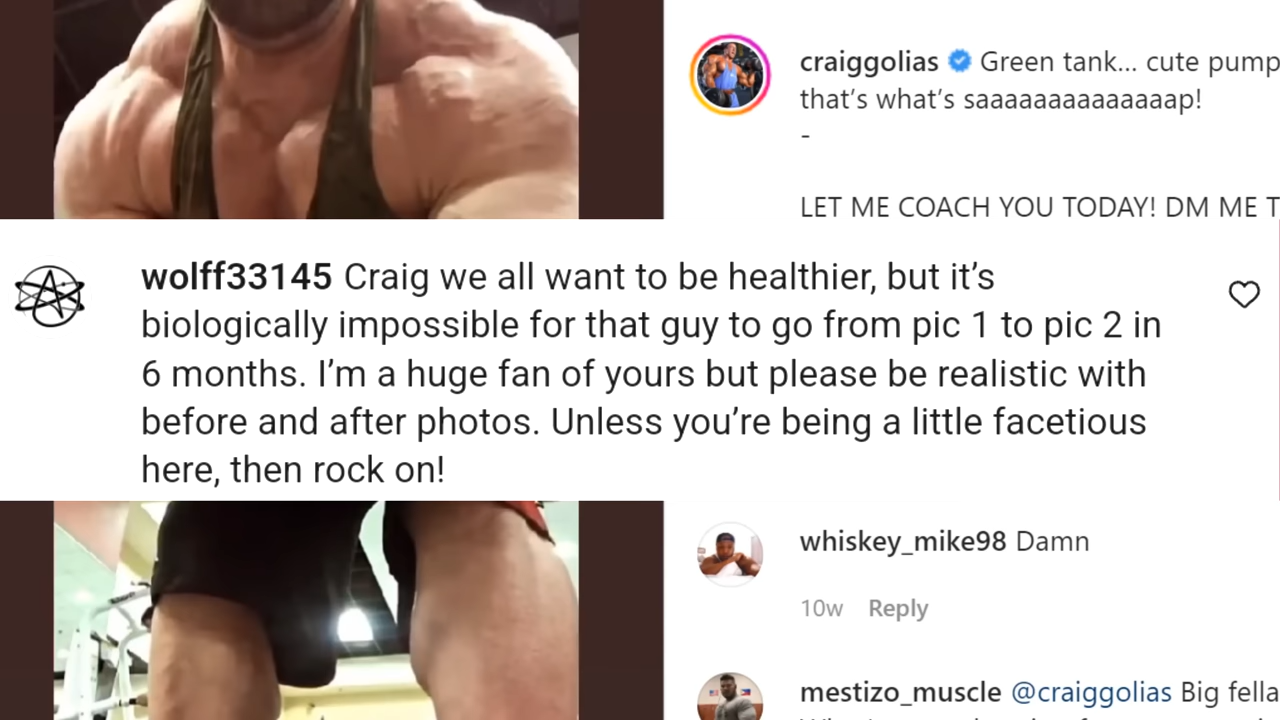 craiggolias Green tank... cute pump
that's what's saaaaaaaaaaaaaap!
-
LET ME COACH YOU TODAY! DM ME T
wolff33145 Craig we all want to be healthier, but it's
biologically impossible for that guy to go from pic 1 to pic 2 in
6 months. I'm a huge fan of yours but please be realistic with
before and after photos. Unless you're being a little facetious
here, then rock on!
whiskey_mike98 Damn
10w Reply
mestizo_muscle @craiggolias Big fella